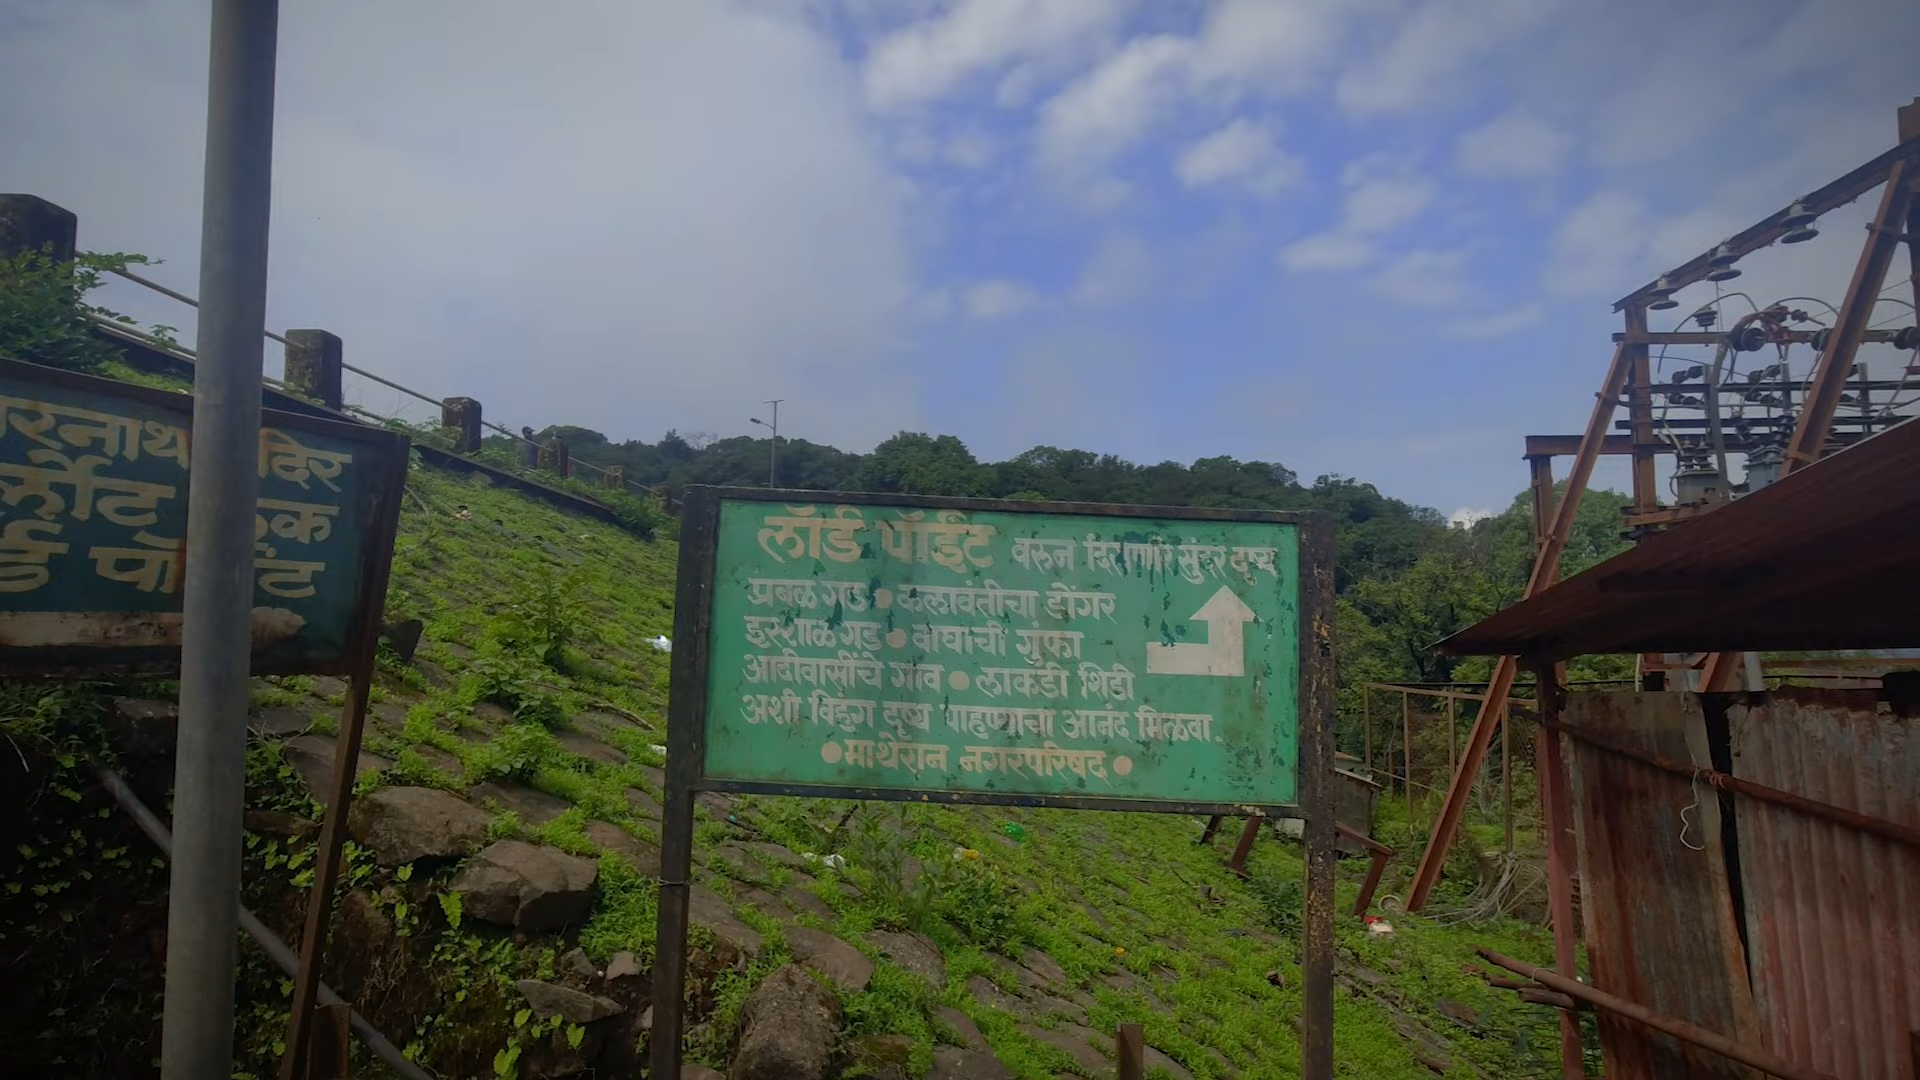 लॉर्ड पॉईंट वरुन दिसणारे सुंदर दृष्य
प्रबळ गड • कलावंतीचा डोंगर
इरशाळ गड • वाघाची गुंफा
आदीवासींचे गांव • लाकडी शिडी
अशी विहंग दृष्य पाहण्याचा आनंद मिळवा.
• माथेरान नगरपरिषद •